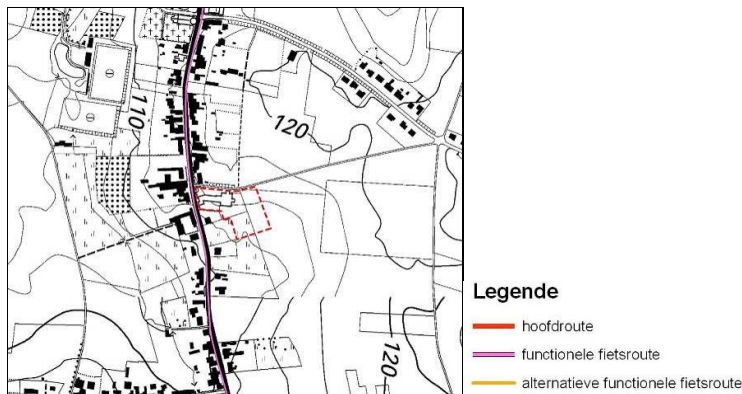 110
120
120
Legende
hoofdroute
functionele fietsroute
alternatieve functionele fietsroute